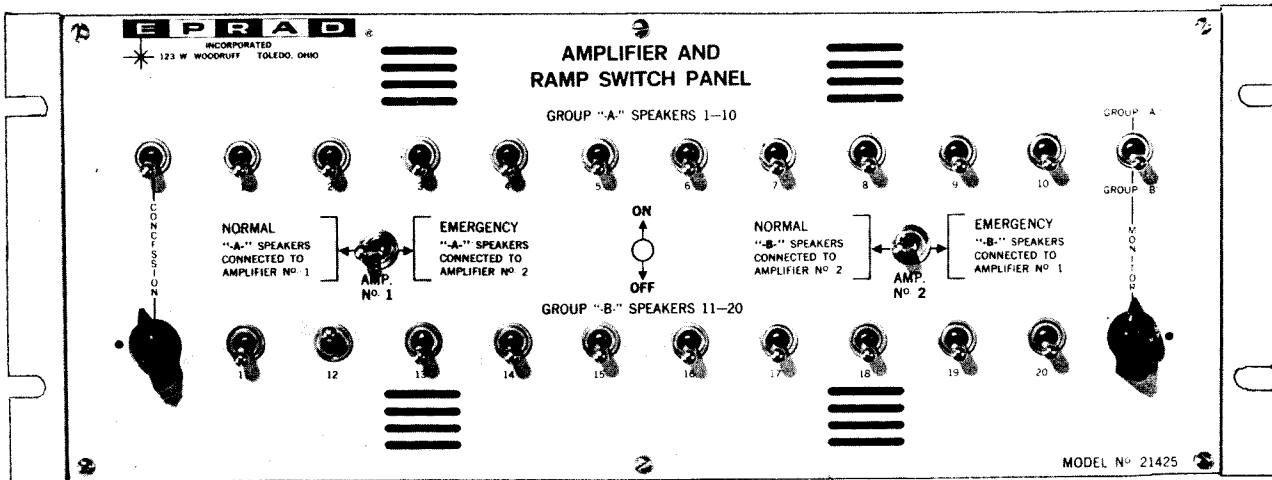 EPRAD ®
INCORPORATED
123 W WOODRUFF TOLEDO, OHIO
AMPLIFIER AND
RAMP SWITCH PANEL
GROUP "-A-" SPEAKERS 1—10
GROUP A
1 2 3 4 5 6 7 8 9 10
GROUP B
CONCESSION
NORMAL
"-A-" SPEAKERS
CONNECTED TO
AMPLIFIER Nº 1
AMP.
Nº 1
EMERGENCY
"-A-" SPEAKERS
CONNECTED TO
AMPLIFIER Nº 2
ON
OFF
NORMAL
"-B-" SPEAKERS
CONNECTED TO
AMPLIFIER Nº 2
AMP.
Nº 2
EMERGENCY
"-B-" SPEAKERS
CONNECTED TO
AMPLIFIER Nº 1
MONITOR
GROUP "-B-" SPEAKERS 11—20
11 12 13 14 15 16 17 18 19 20
MODEL Nº 21425